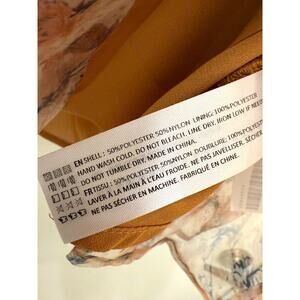 EN SHELL: 50%POLYESTER 50%NYLON LINING: 100%POLYESTER
HAND WASH COLD. DO NOT BLEACH. LINE DRY. IRON LOW IF NEED
DO NOT TUMBLE DRY. MADE IN CHINA.
FR TISSU : 50%POLYESTER 50%NYLON DOUBLURE: 100%POLYESTER
LAVER À LA MAIN À L'EAU FROIDE. NE PAS JAVELLISER. SÉCHER
NE PAS SÉCHER EN MACHINE. FABRIQUÉ EN CHINE.